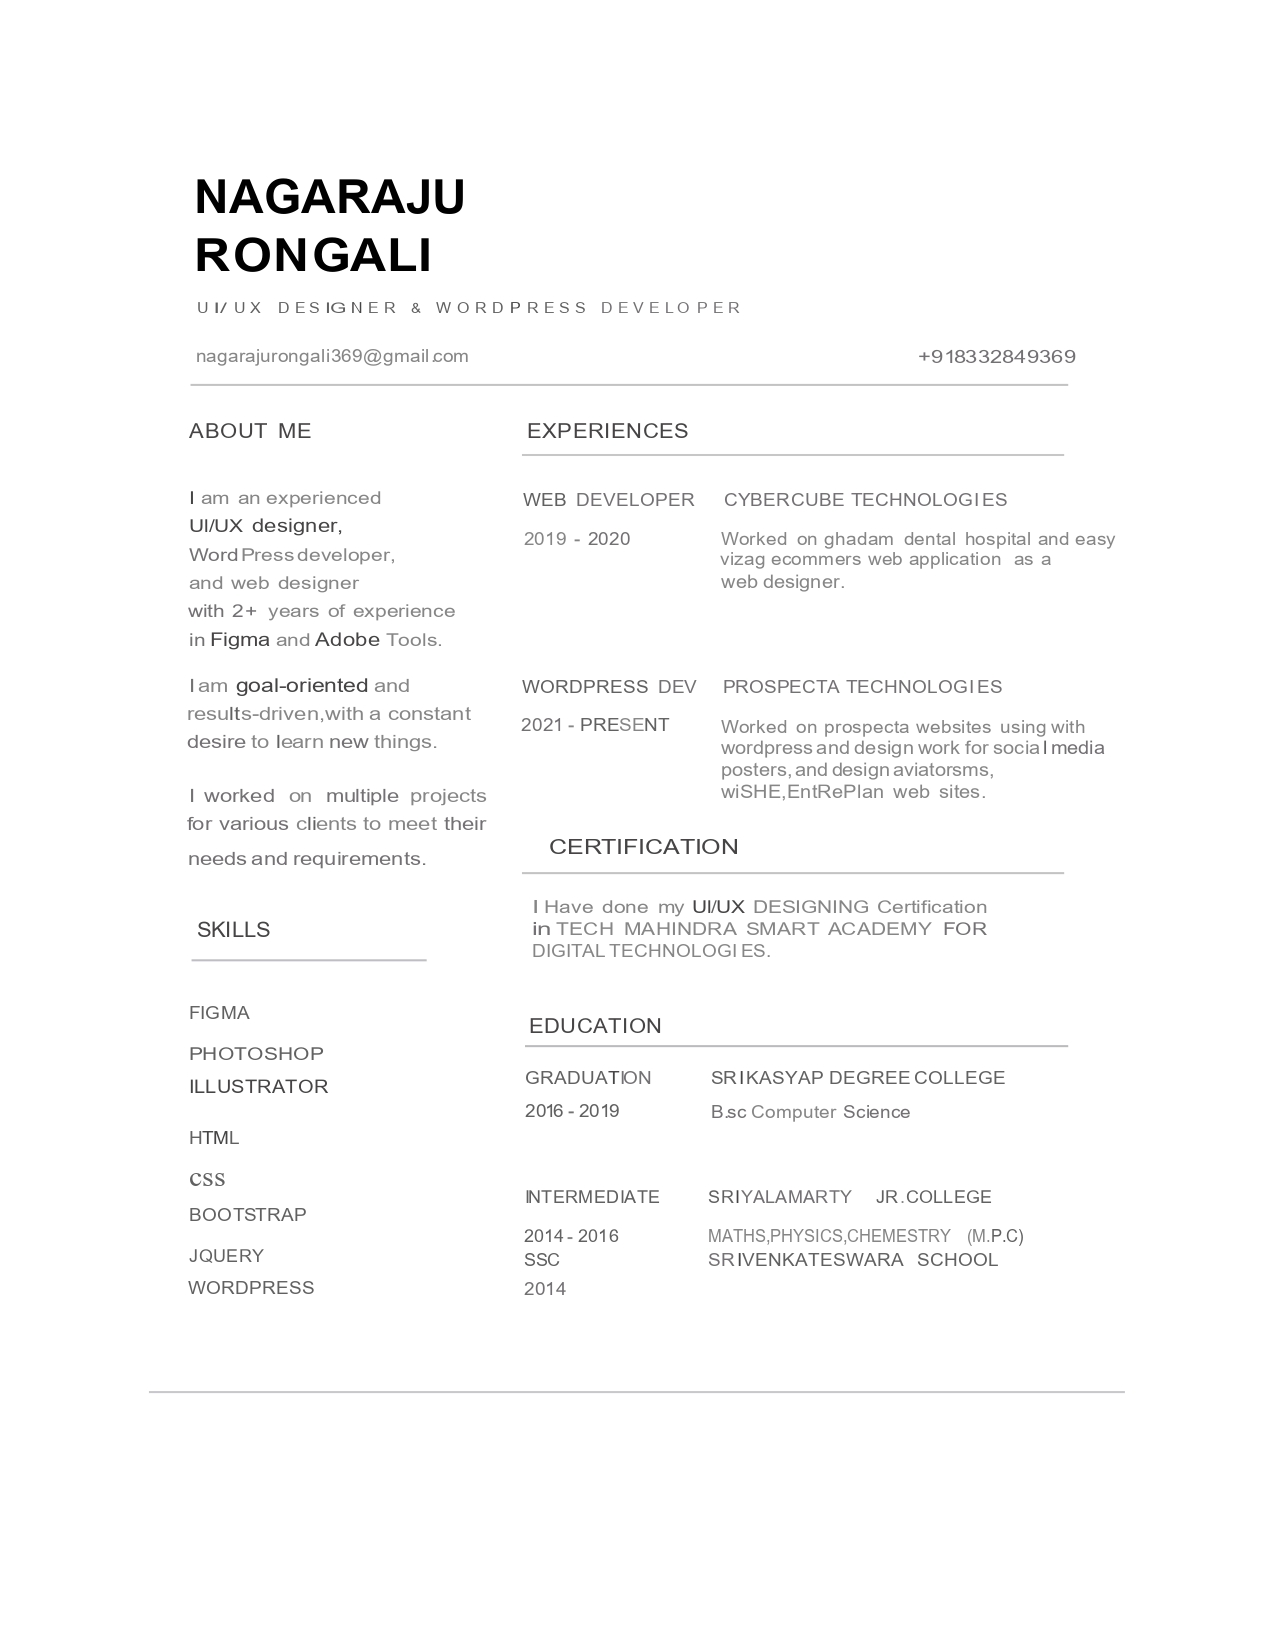 NAGARAJU
RONGALI
UI/UX DESIGNER & WORDPRESS DEVELOPER
nagarajurongali369@gmail.com
+918332849369
ABOUT ME
I am an experienced
UI/UX designer,
WordPress developer,
and web designer
with 2+ years of experience
in Figma and Adobe Tools.
I am goal-oriented and
results-driven,with a constant
desire to learn new things.
I worked on multiple projects
for various clients to meet their
needs and requirements.
SKILLS
FIGMA
PHOTOSHOP
ILLUSTRATOR
HTML
CSS
BOOTSTRAP
JQUERY
WORDPRESS
EXPERIENCES
WEB DEVELOPER CYBERCUBE TECHNOLOGIES
2019 - 2020
Worked on ghadam dental hospital and easy
vizag ecommers web application as a
web designer.
WORDPRESS DEV PROSPECTA TECHNOLOGIES
2021 - PRESENT
Worked on prospecta websites using with
wordpress and design work for social media
posters, and design aviatorsms,
wiSHE,EntRePlan web sites.
CERTIFICATION
I Have done my UI/UX DESIGNING Certification
in TECH MAHINDRA SMART ACADEMY FOR
DIGITAL TECHNOLOGIES.
EDUCATION
GRADUATION SRIKASYAP DEGREE COLLEGE
2016 - 2019 B.sc Computer Science
INTERMEDIATE SRIYALAMARTY JR.COLLEGE
2014 - 2016 MATHS,PHYSICS,CHEMESTRY (M.P.C)
SSC SRIVENKATESWARA SCHOOL
2014